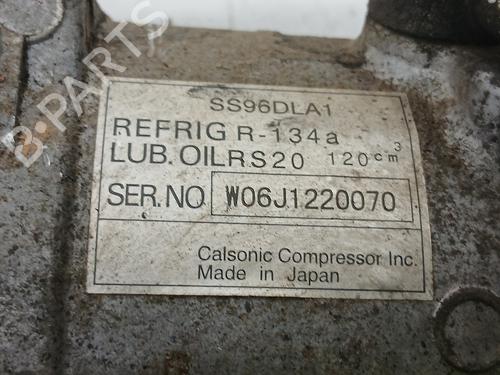 B-PARTS
SS96DLA1
REFRIG R-134a
LUB. OIL RS20 120cm³
SER. NO W06J1220070
Calsonic Compressor Inc.
Made in Japan